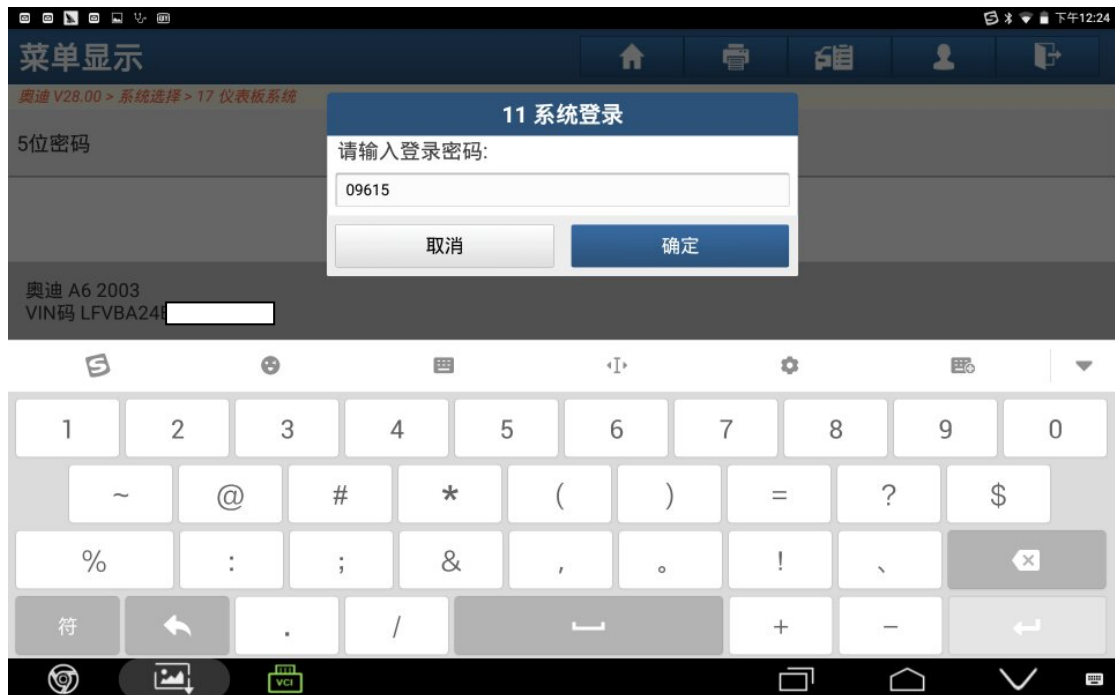 下午12:24
菜单显示
奥迪 V28.00 > 系统选择 > 17 仪表板系统
5位密码
11 系统登录
请输入登录密码:
09615
取消
确定
奥迪 A6 2003
VIN码 LFVBA24
1 2 3 4 5 6 7 8 9 0
~ @ # * ( ) = ? $
% : ; & , 。 ! 、
符 . / + −
VCI